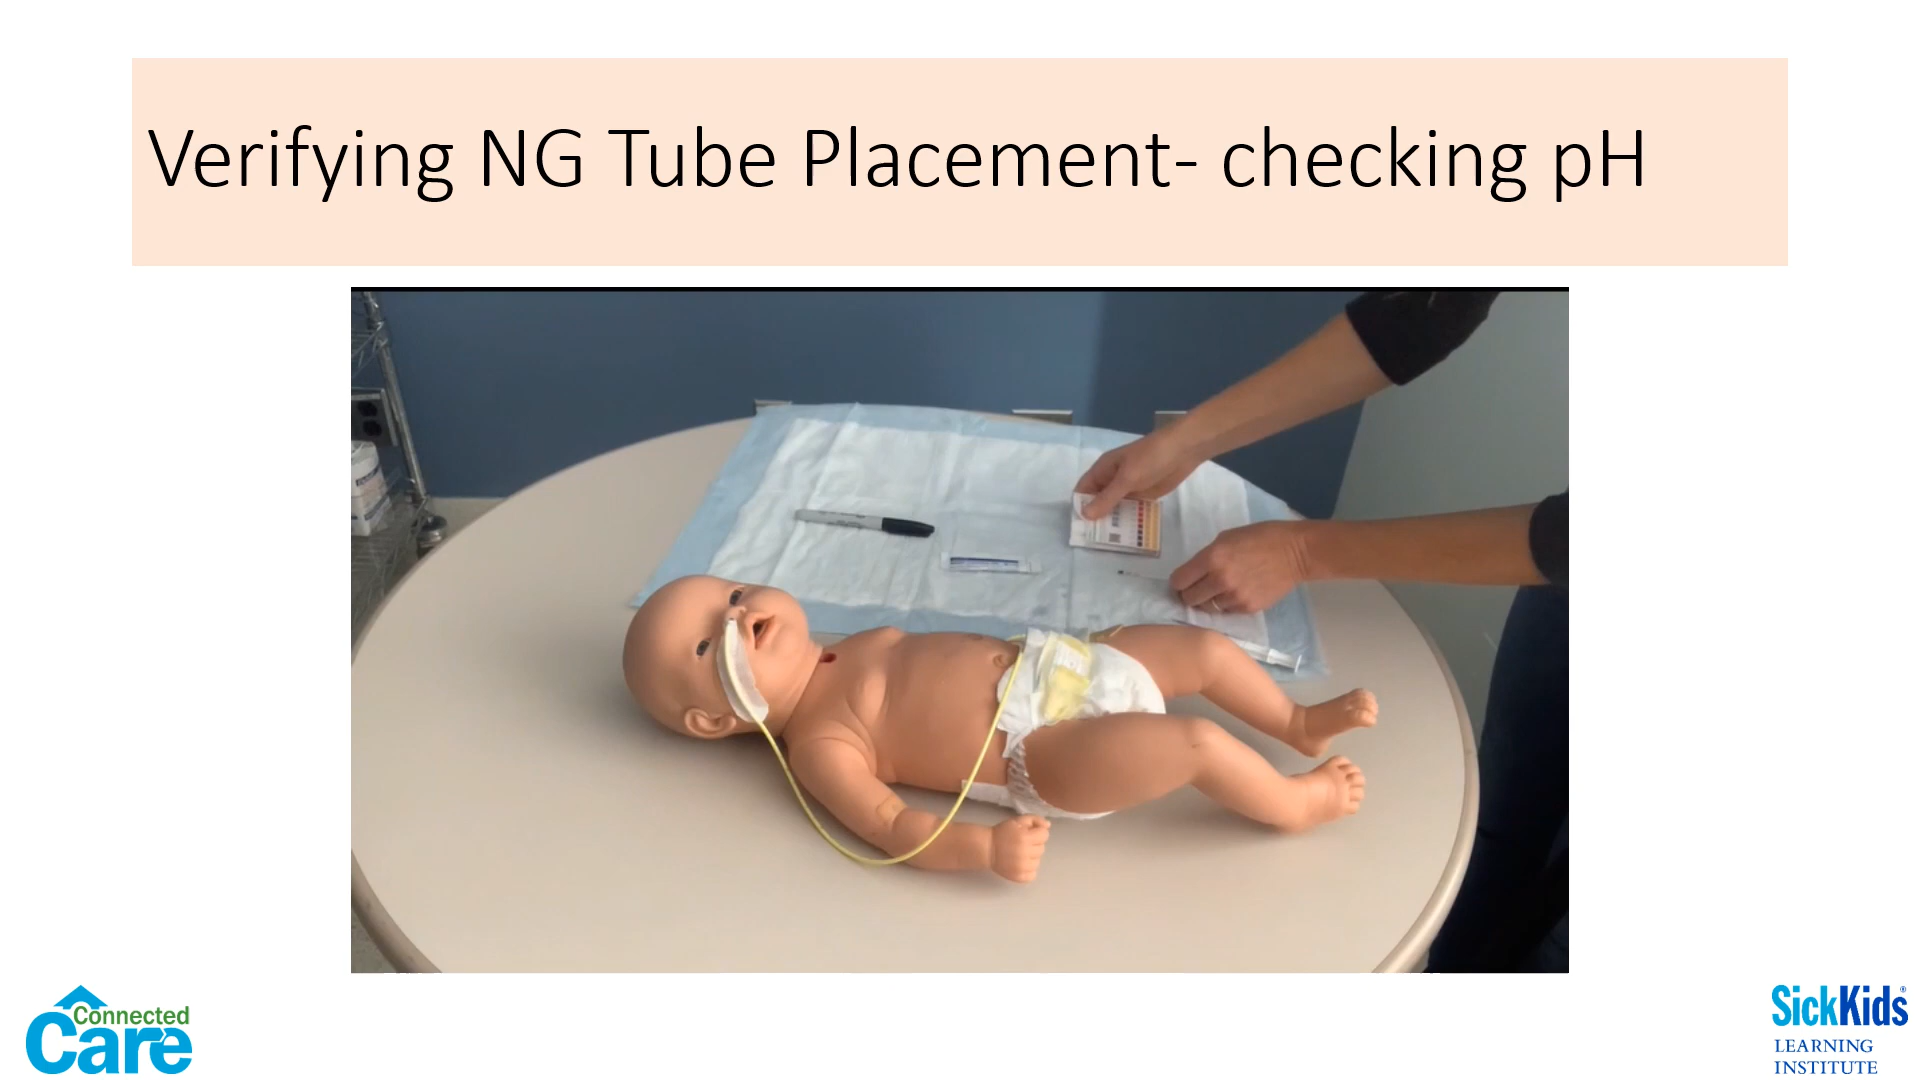 Verifying NG Tube Placement- checking pH
Connected
Care
SickKids®
LEARNING
INSTITUTE